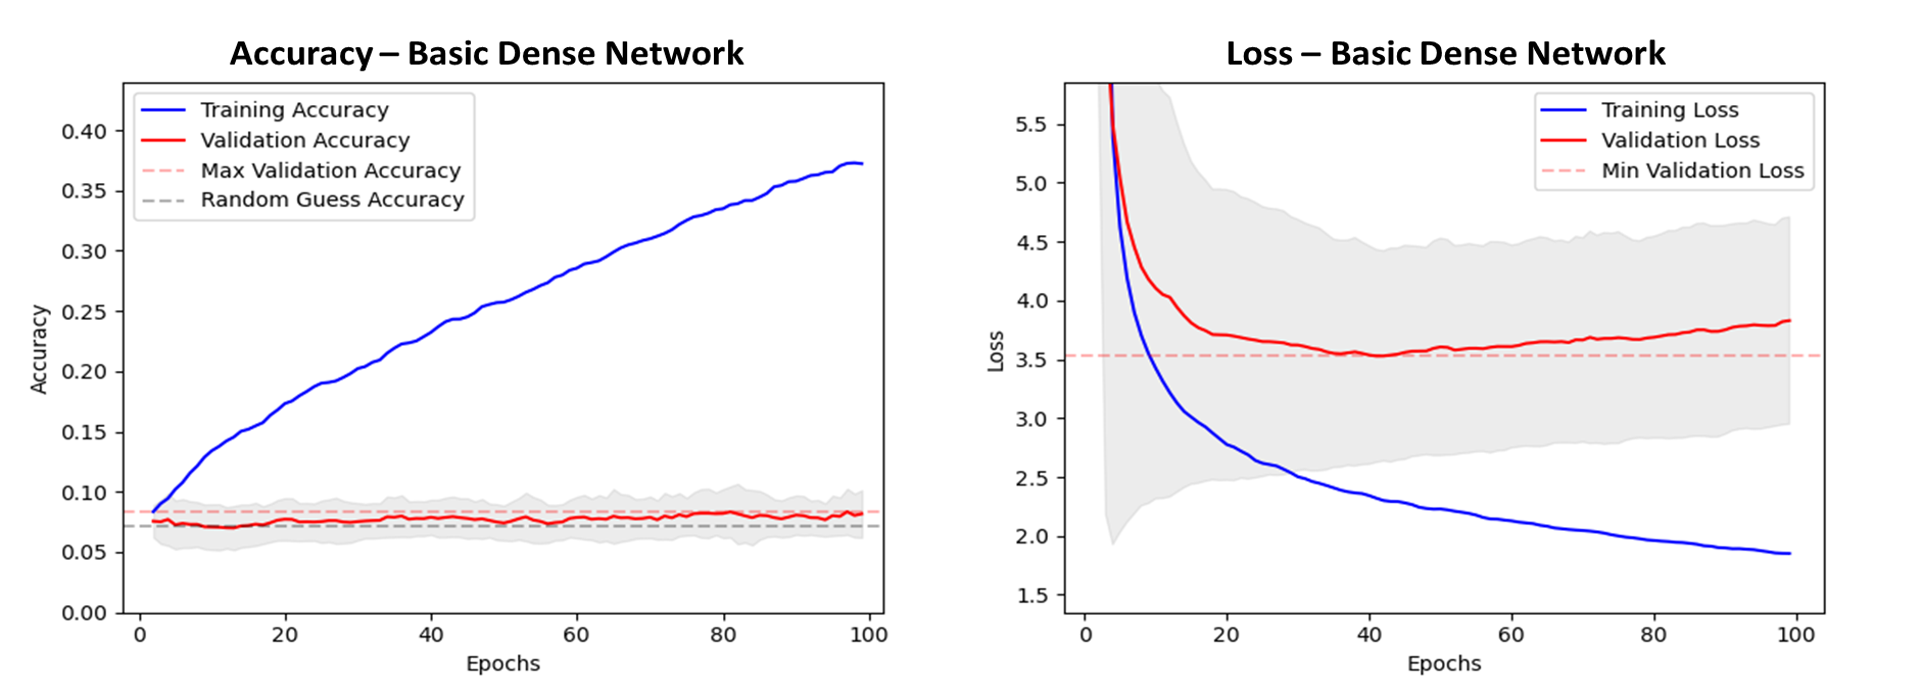 Accuracy – Basic Dense Network
Training Accuracy
Validation Accuracy
Max Validation Accuracy
Random Guess Accuracy
0.40
0.35
0.30
0.25
0.20
0.15
0.10
0.05
0.00
Accuracy
0 20 40 60 80 100
Epochs
Loss – Basic Dense Network
Training Loss
Validation Loss
Min Validation Loss
5.5
5.0
4.5
4.0
3.5
3.0
2.5
2.0
1.5
Loss
0 20 40 60 80 100
Epochs